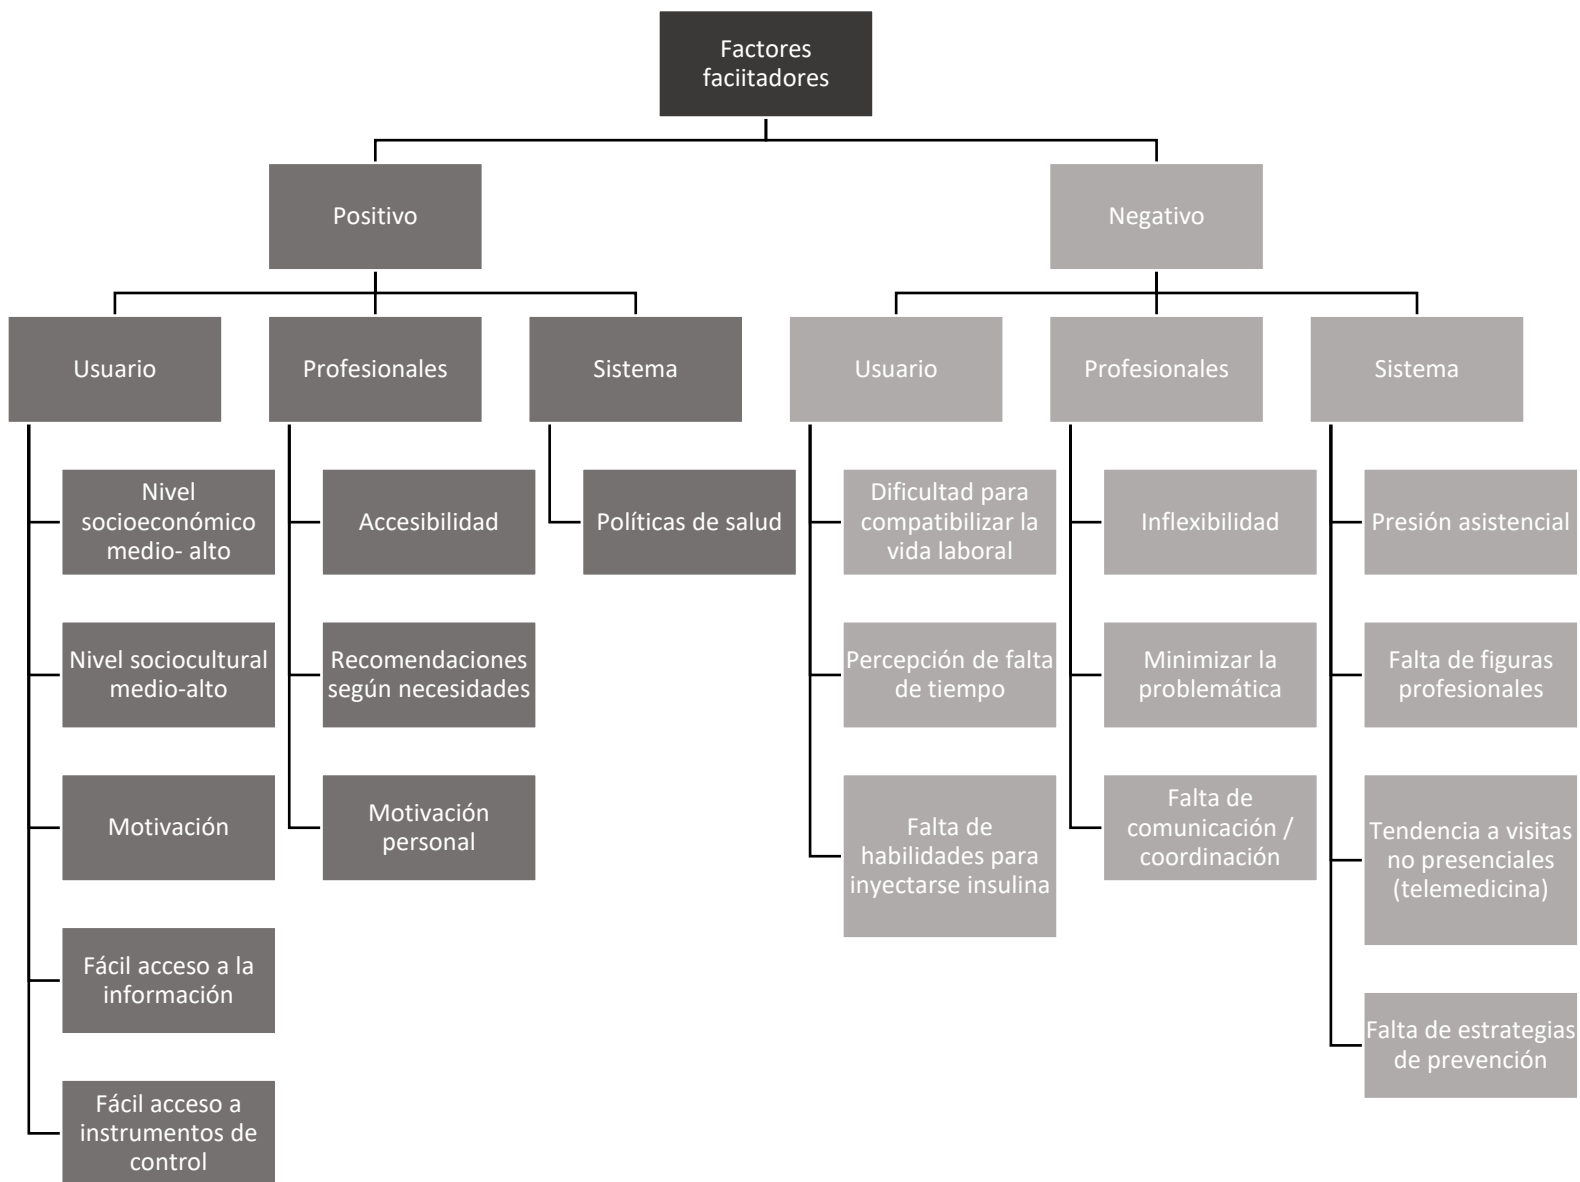 Factores
faciitadores
Positivo
Negativo
Usuario
Profesionales
Sistema
Usuario
Profesionales
Sistema
Nivel
socioeconómico
medio- alto
Nivel sociocultural
medio-alto
Motivación
Fácil acceso a la
información
Fácil acceso a
instrumentos de
control
Accesibilidad
Recomendaciones
según necesidades
Motivación
personal
Políticas de salud
Dificultad para
compatibilizar la
vida laboral
Percepción de falta
de tiempo
Falta de
habilidades para
inyectarse insulina
Inflexibilidad
Minimizar la
problemática
Falta de
comunicación /
coordinación
Presión asistencial
Falta de figuras
profesionales
Tendencia a visitas
no presenciales
(telemedicina)
Falta de estrategias
de prevención